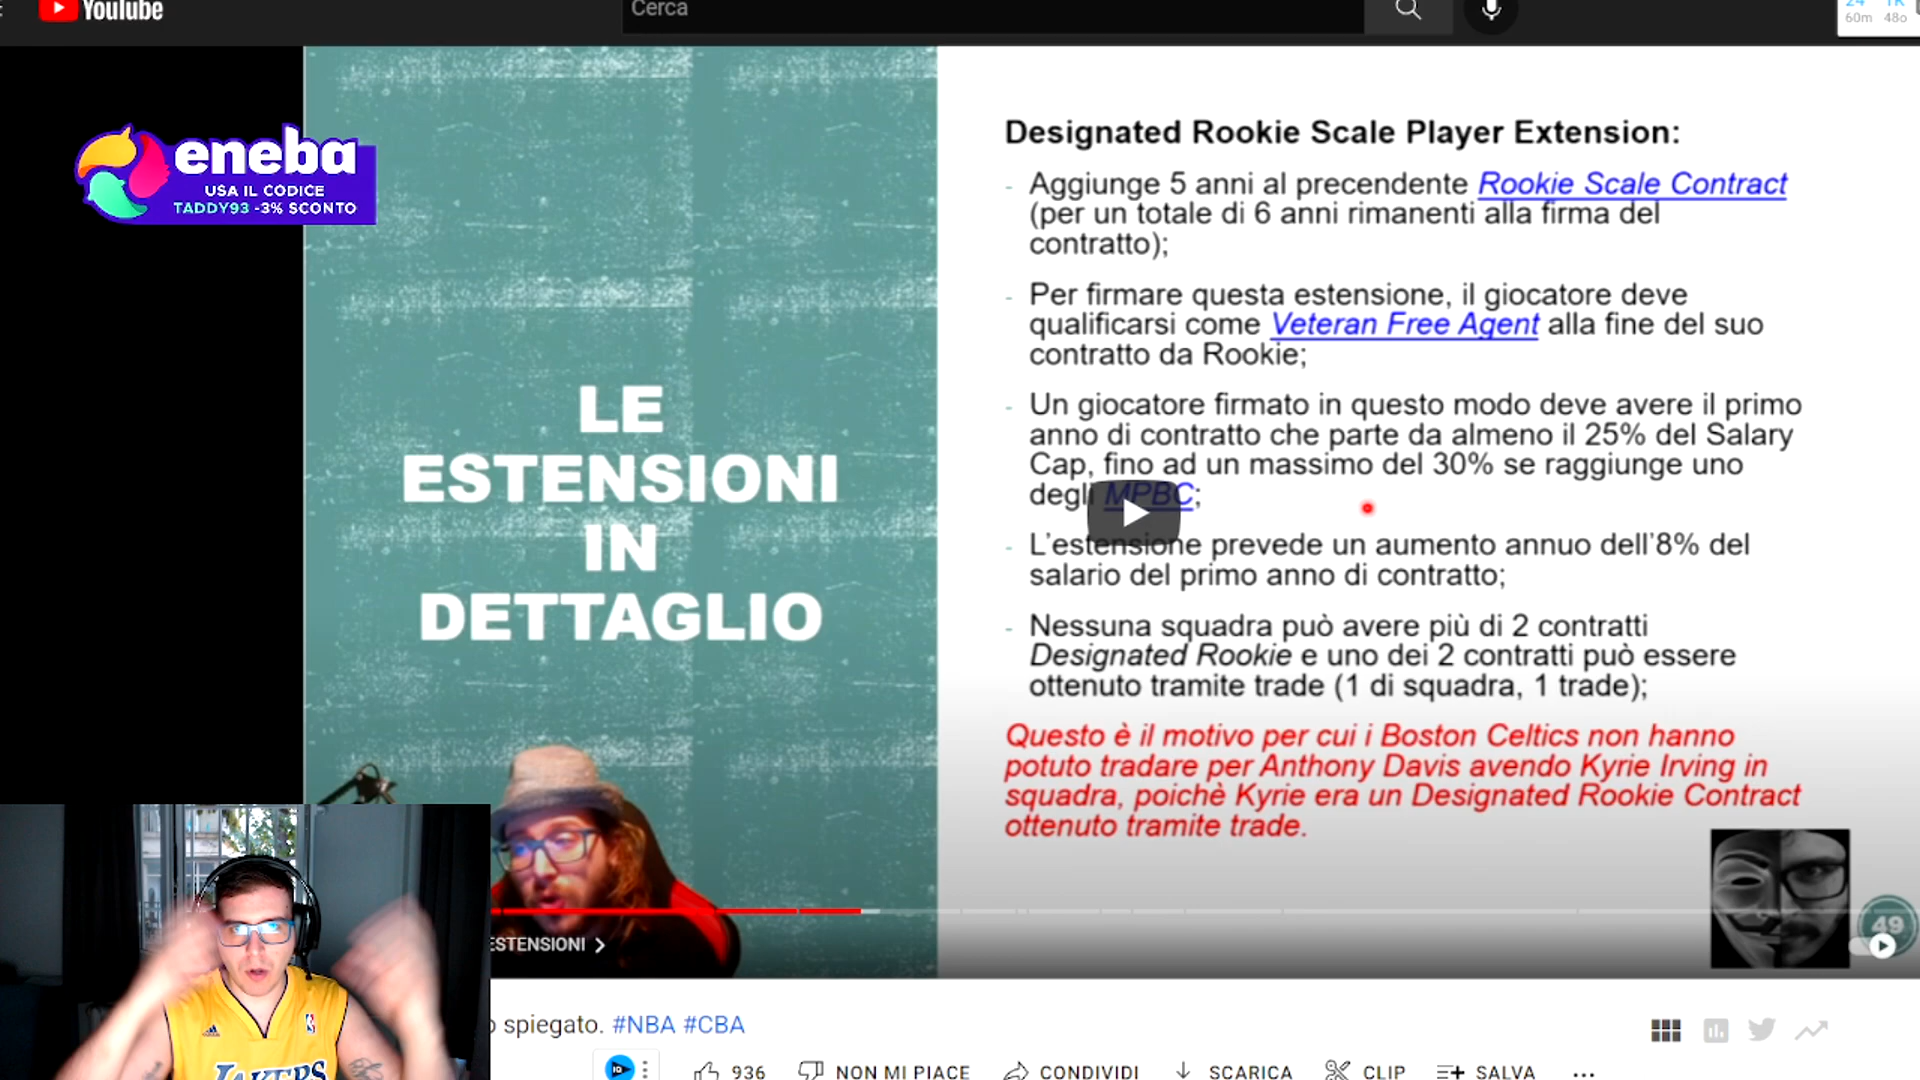 YouTube
Cerca
24 1K
60m 48o
eneba
USA IL CODICE
TADDY93 -3% SCONTO
LE
ESTENSIONI
IN
DETTAGLIO
Designated Rookie Scale Player Extension:
- Aggiunge 5 anni al precendente Rookie Scale Contract
(per un totale di 6 anni rimanenti alla firma del
contratto);
- Per firmare questa estensione, il giocatore deve
qualificarsi come Veteran Free Agent alla fine del suo
contratto da Rookie;
- Un giocatore firmato in questo modo deve avere il primo
anno di contratto che parte da almeno il 25% del Salary
Cap, fino ad un massimo del 30% se raggiunge uno
degli MPBC;
- L'estensione prevede un aumento annuo dell'8% del
salario del primo anno di contratto;
- Nessuna squadra può avere più di 2 contratti
Designated Rookie e uno dei 2 contratti può essere
ottenuto tramite trade (1 di squadra, 1 trade);
Questo è il motivo per cui i Boston Celtics non hanno
potuto tradare per Anthony Davis avendo Kyrie Irving in
squadra, poichè Kyrie era un Designated Rookie Contract
ottenuto tramite trade.
49
ESTENSIONI
LAKERS
o spiegato. #NBA #CBA
IQ
936 NON MI PIACE CONDIVIDI SCARICA CLIP SALVA